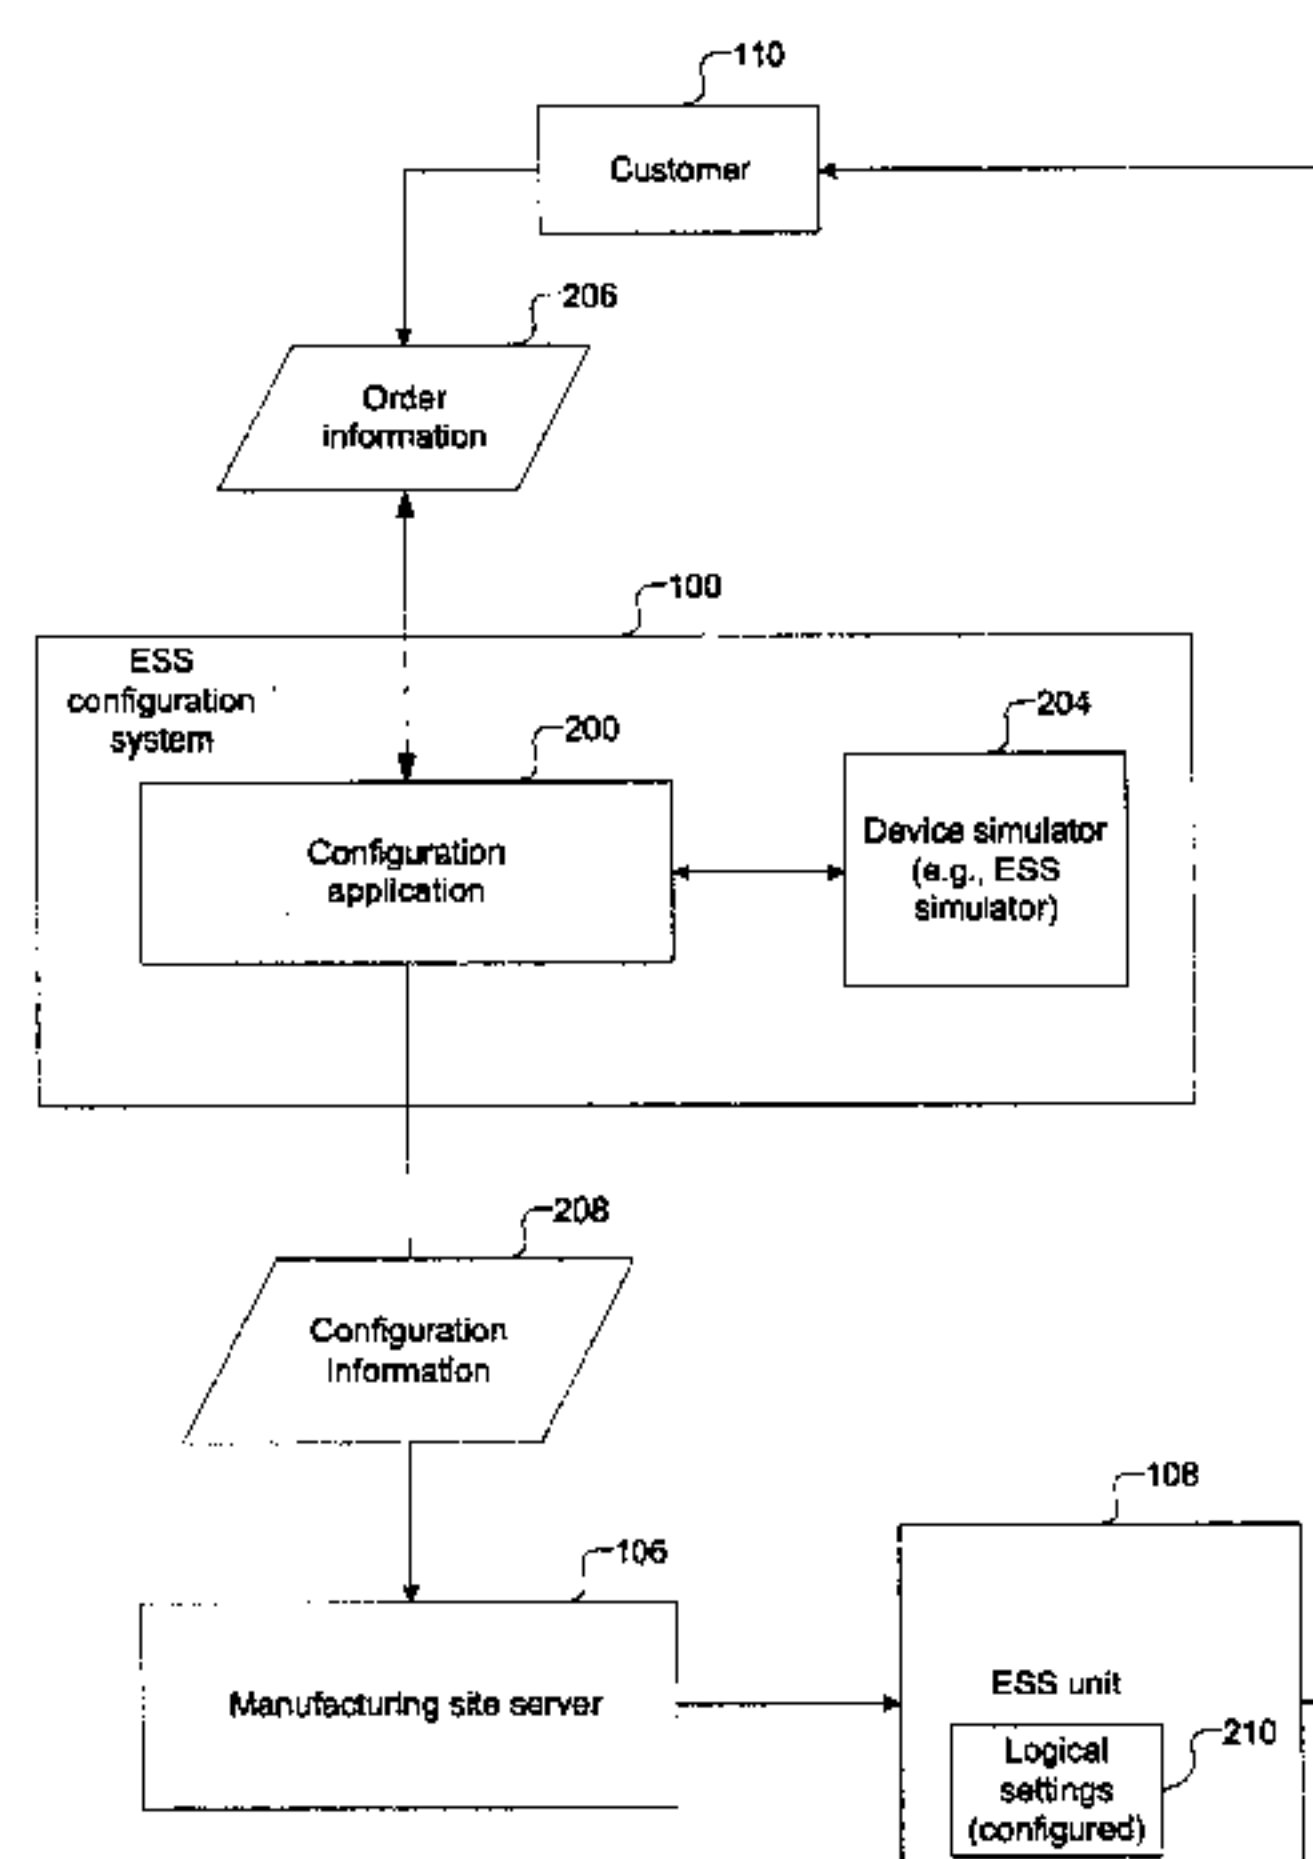 110
Customer
206
Order
information
100
ESS
configuration
system
200
204
Configuration
application
Device simulator
(e.g., ESS
simulator)
208
Configuration
Information
108
106
Manufacturing site server
ESS unit
210
Logical
settings
(configured)